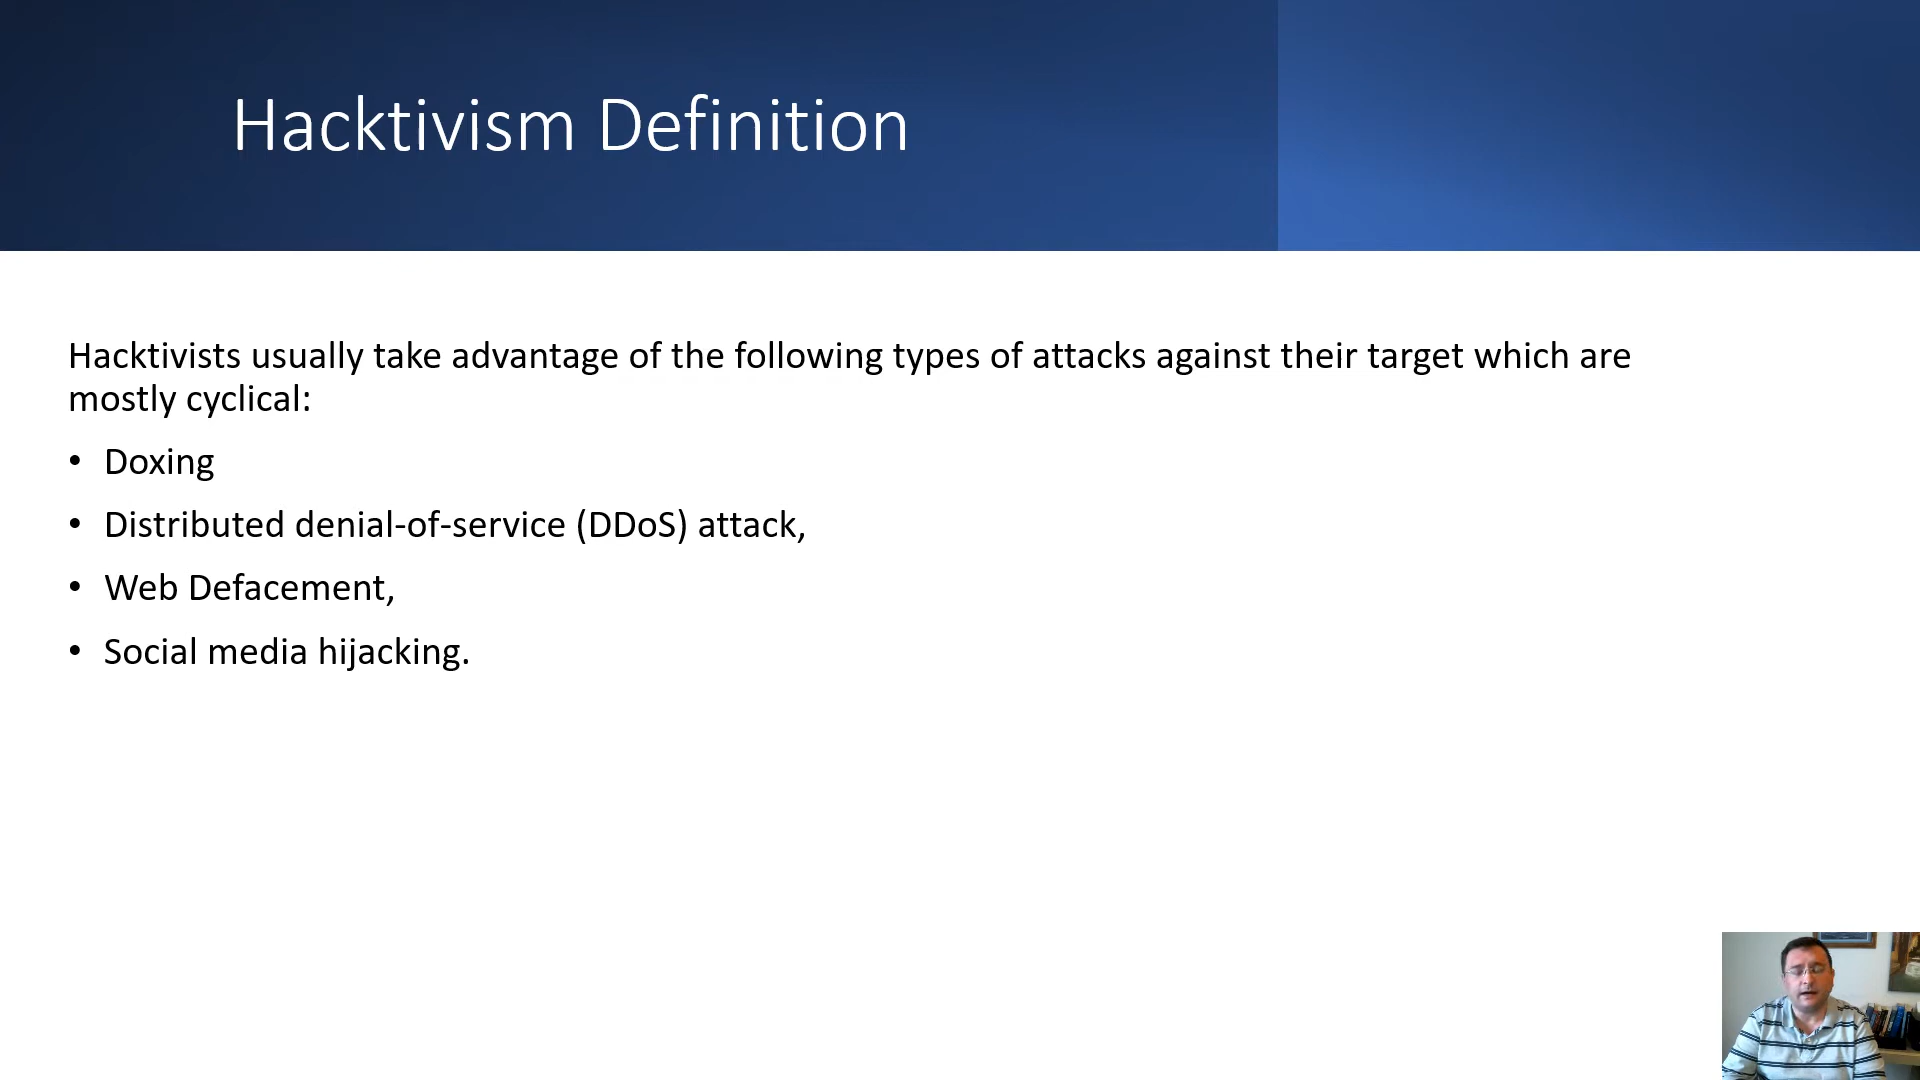 Hacktivism Definition
Hacktivists usually take advantage of the following types of attacks against their target which are
mostly cyclical:
• Doxing
• Distributed denial-of-service (DDoS) attack,
• Web Defacement,
• Social media hijacking.